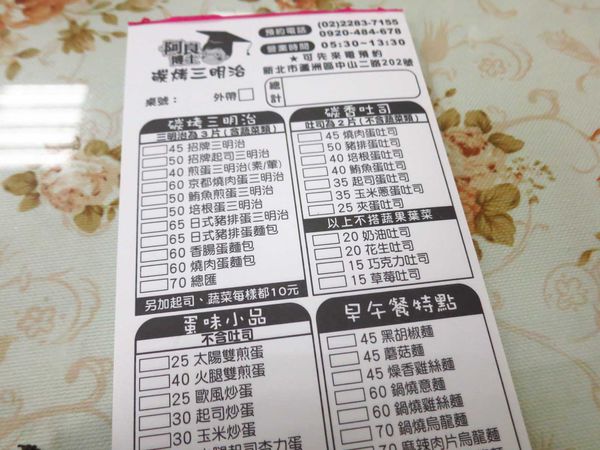 阿良
博士
碳烤三明治
預約電話
(02)2283-7155
0920-484-678
營業時間
05:30~13:30
★可先來電預約
新北市蘆洲區中山二路202號
桌號：
外帶
總計
碳烤三明治
三明治為3片(含蔬菜類)
45 招牌三明治
50 招牌起司三明治
40 煎蛋三明治(素/葷)
60 京都燒肉蛋三明治
50 鮪魚煎蛋三明治
50 培根蛋三明治
65 日式豬排蛋三明治
65 日式豬排蛋麵包
60 香腸蛋麵包
60 燒肉蛋麵包
70 總匯
另加起司、蔬菜每樣都10元
碳香吐司
吐司為2片(不含蔬菜類)
45 燒肉蛋吐司
50 豬排蛋吐司
40 培根蛋吐司
40 鮪魚蛋吐司
35 起司蛋吐司
35 玉米蔥蛋吐司
25 夾蛋吐司
以上不搭蔬果葉菜
20 奶油吐司
20 花生吐司
15 巧克力吐司
15 草莓吐司
蛋味小品
不含吐司
25 太陽雙煎蛋
40 火腿雙煎蛋
25 歐風炒蛋
30 起司炒蛋
30 玉米炒蛋
早午餐特點
45 黑胡椒麵
45 蘑菇麵
45 燥香雞絲麵
60 鍋燒意麵
60 鍋燒雞絲麵
70 鍋燒烏龍麵
70 麻辣肉片烏龍麵